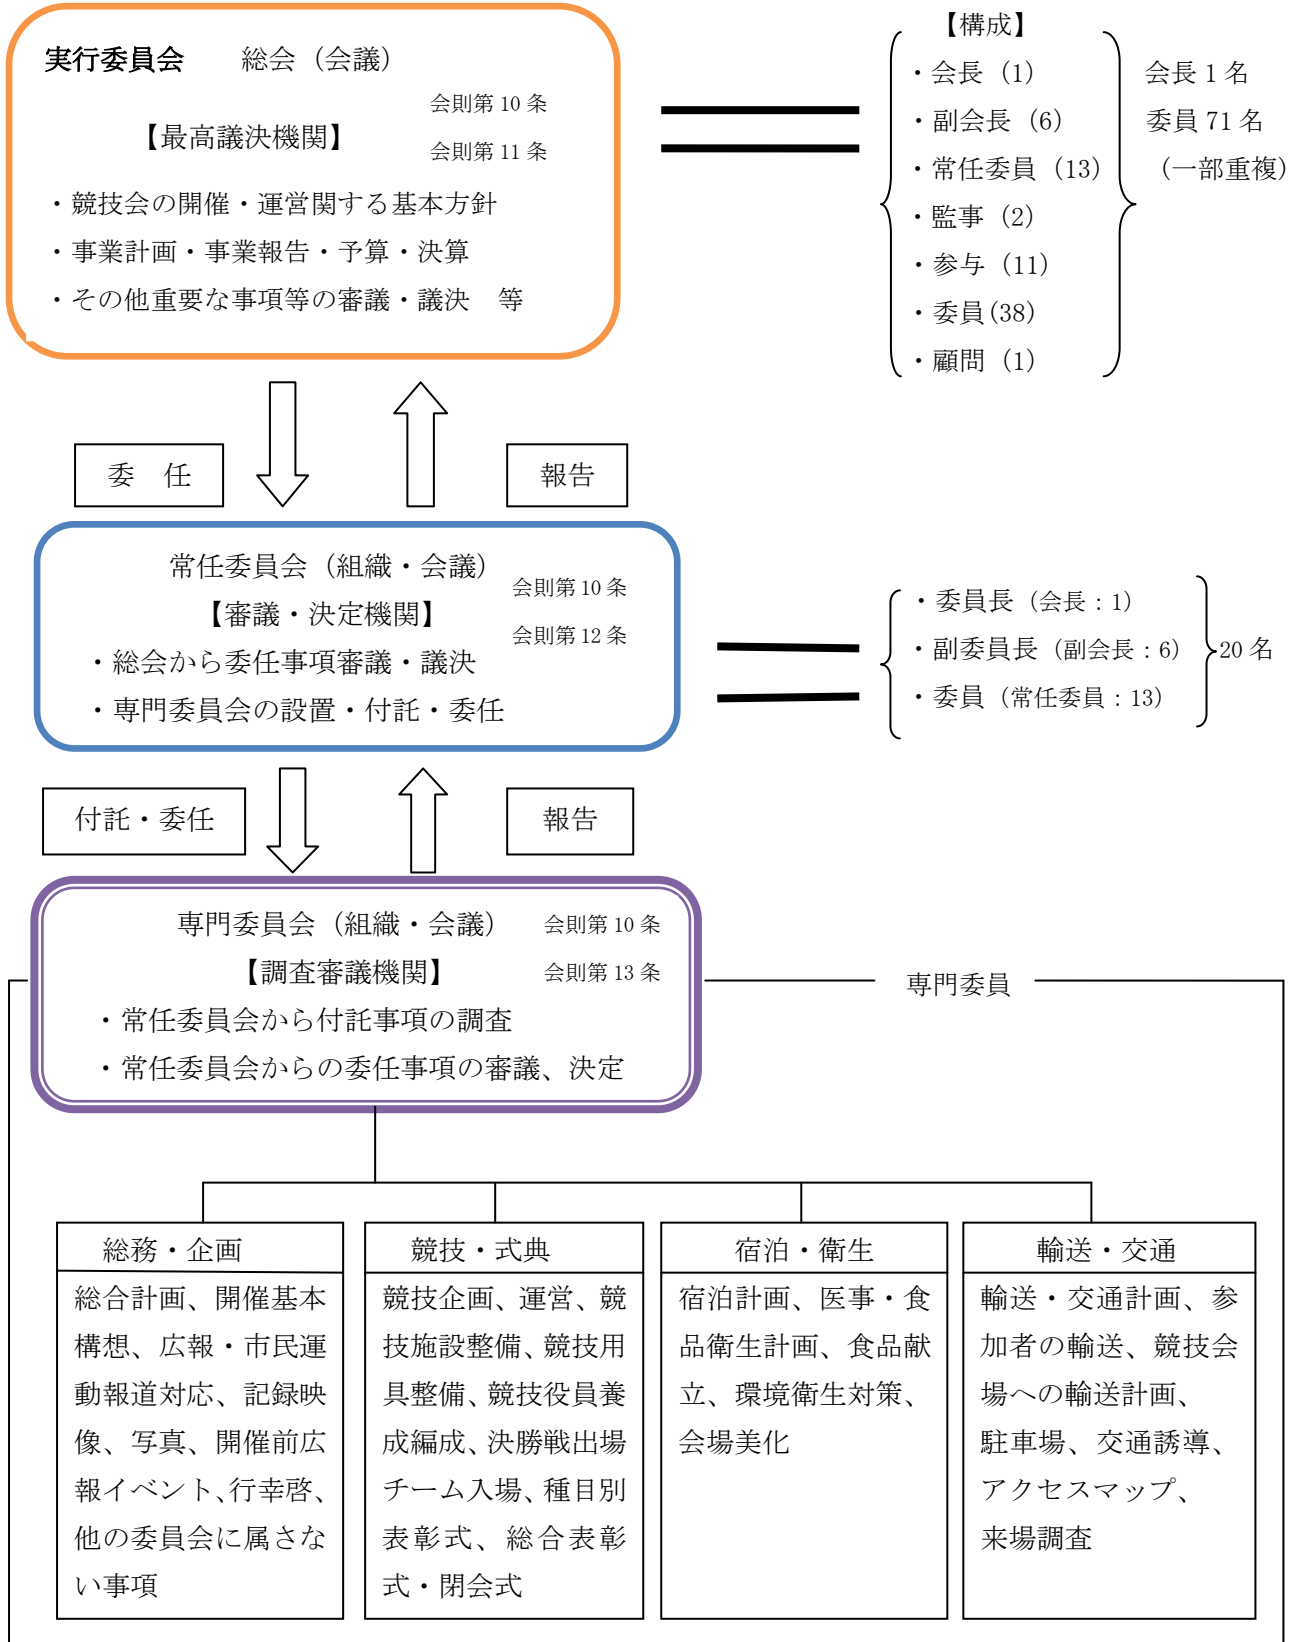 実行委員会　　総会（会議）
会則第 10 条
【最高議決機関】
会則第 11 条
・競技会の開催・運営関する基本方針
・事業計画・事業報告・予算・決算
・その他重要な事項等の審議・議決　等
【構成】
・会長（1）
・副会長（6）
・常任委員（13）
・監事（2）
・参与（11）
・委員(38)
・顧問（1）
会長 1 名
委員 71 名
（一部重複）
委　任
報告
常任委員会（組織・会議）
会則第 10 条
【審議・決定機関】
会則第 12 条
・総会から委任事項審議・議決
・専門委員会の設置・付託・委任
・委員長（会長：1）
・副委員長（副会長：6）
・委員（常任委員：13）
20 名
付託・委任
報告
専門委員会（組織・会議）
会則第 10 条
【調査審議機関】
会則第 13 条
・常任委員会から付託事項の調査
・常任委員会からの委任事項の審議、決定
専門委員
総務・企画
総合計画、開催基本
構想、広報・市民運
動報道対応、記録映
像、写真、開催前広
報イベント、行幸啓、
他の委員会に属さな
い事項
競技・式典
競技企画、運営、競
技施設整備、競技用
具整備、競技役員養
成編成、決勝戦出場
チーム入場、種目別
表彰式、総合表彰
式・閉会式
宿泊・衛生
宿泊計画、医事・食
品衛生計画、食品献
立、環境衛生対策、
会場美化
輸送・交通
輸送・交通計画、参
加者の輸送、競技会
場への輸送計画、
駐車場、交通誘導、
アクセスマップ、
来場調査